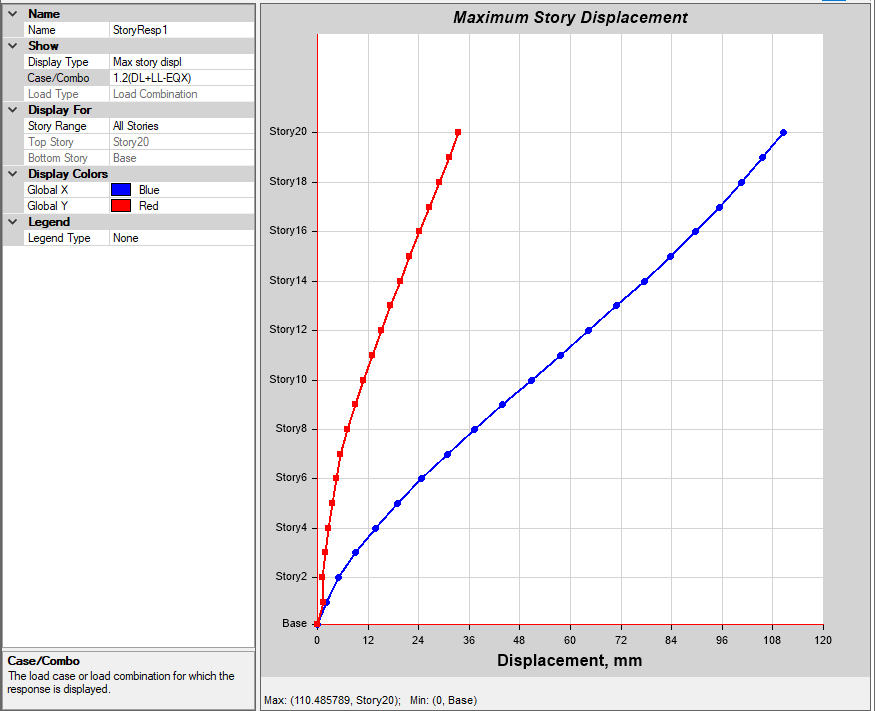 Name
Name StoryResp1
Show
Display Type Max story displ
Case/Combo 1.2(DL+LL-EQX)
Load Type Load Combination
Display For
Story Range All Stories
Top Story Story20
Bottom Story Base
Display Colors
Global X Blue
Global Y Red
Legend
Legend Type None
Case/Combo
The load case or load combination for which the
response is displayed.
Maximum Story Displacement
Story20
Story18
Story16
Story14
Story12
Story10
Story8
Story6
Story4
Story2
Base
0 12 24 36 48 60 72 84 96 108 120
Displacement, mm
Max: (110.485789, Story20); Min: (0, Base)